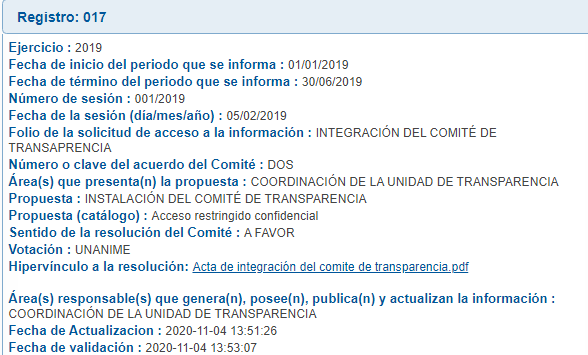 Registro: 017
Ejercicio : 2019
Fecha de inicio del periodo que se informa : 01/01/2019
Fecha de término del periodo que se informa : 30/06/2019
Número de sesión : 001/2019
Fecha de la sesión (día/mes/año) : 05/02/2019
Folio de la solicitud de acceso a la información : INTEGRACIÓN DEL COMITÉ DE
TRANSAPRENCIA
Número o clave del acuerdo del Comité : DOS
Área(s) que presenta(n) la propuesta : COORDINACIÓN DE LA UNIDAD DE TRANSPARENCIA
Propuesta : INSTALACIÓN DEL COMITÉ DE TRANSPARENCIA
Propuesta (catálogo) : Acceso restringido confidencial
Sentido de la resolución del Comité : A FAVOR
Votación : UNANIME
Hipervínculo a la resolución: Acta de integración del comite de transparencia.pdf
Área(s) responsable(s) que genera(n), posee(n), publica(n) y actualizan la información :
COORDINACIÓN DE LA UNIDAD DE TRANSPARENCIA
Fecha de Actualizacion : 2020-11-04 13:51:26
Fecha de validación : 2020-11-04 13:53:07